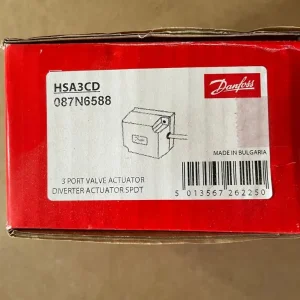 HSA3CD
087N6588
Danfoss
MADE IN BULGARIA
3 PORT VALVE ACTUATOR
DIVERTER ACTUATOR SPDT
5 013567 262250